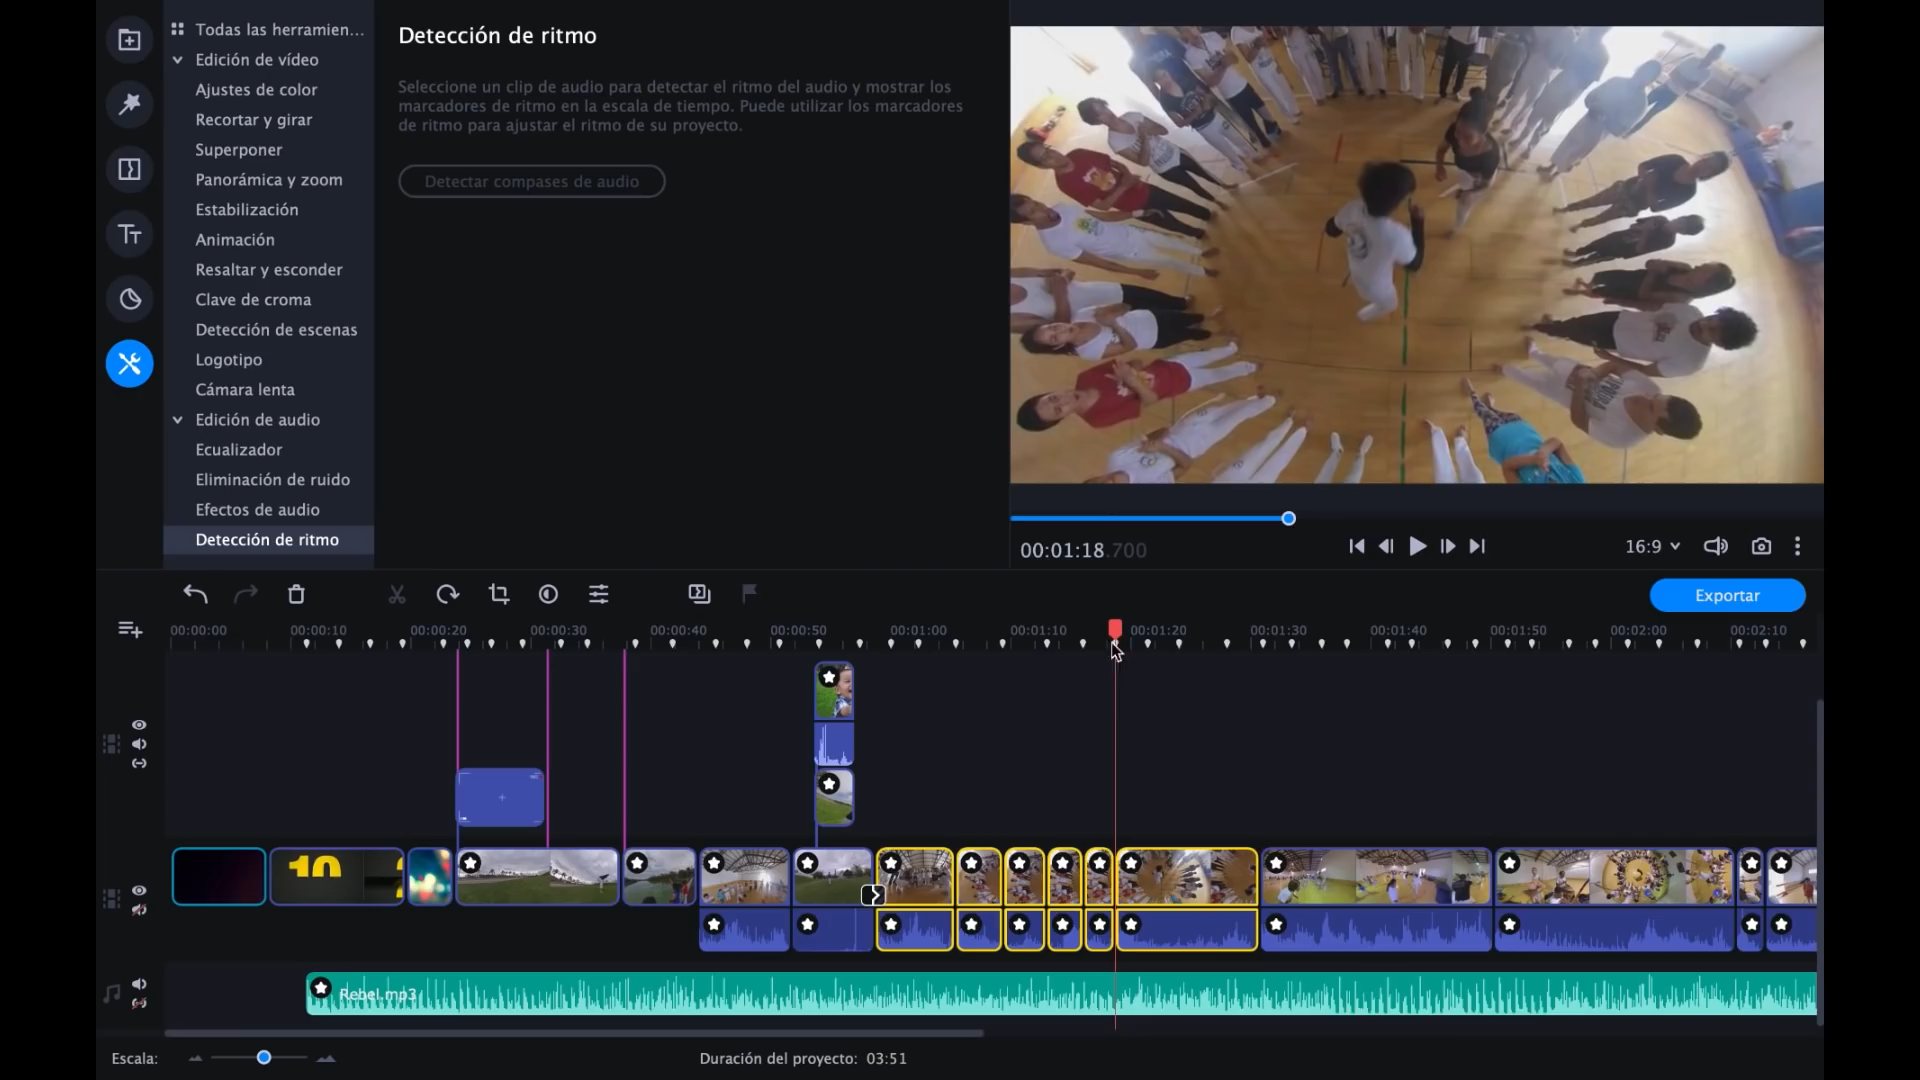 Todas las herramien...
Edición de vídeo
Ajustes de color
Recortar y girar
Superponer
Panorámica y zoom
Estabilización
Animación
Resaltar y esconder
Clave de croma
Detección de escenas
Logotipo
Cámara lenta
Edición de audio
Ecualizador
Eliminación de ruido
Efectos de audio
Detección de ritmo
Detección de ritmo
Seleccione un clip de audio para detectar el ritmo del audio y mostrar los
marcadores de ritmo en la escala de tiempo. Puede utilizar los marcadores
de ritmo para ajustar el ritmo de su proyecto.
Detectar compases de audio
00:01:18.700
16:9
Exportar
00:00:00 00:00:10 00:00:20 00:00:30 00:00:40 00:00:50 00:01:00 00:01:10 00:01:20 00:01:30 00:01:40 00:01:50 00:02:00 00:02:10
10
Rebel.mp3
Escala:
Duración del proyecto: 03:51